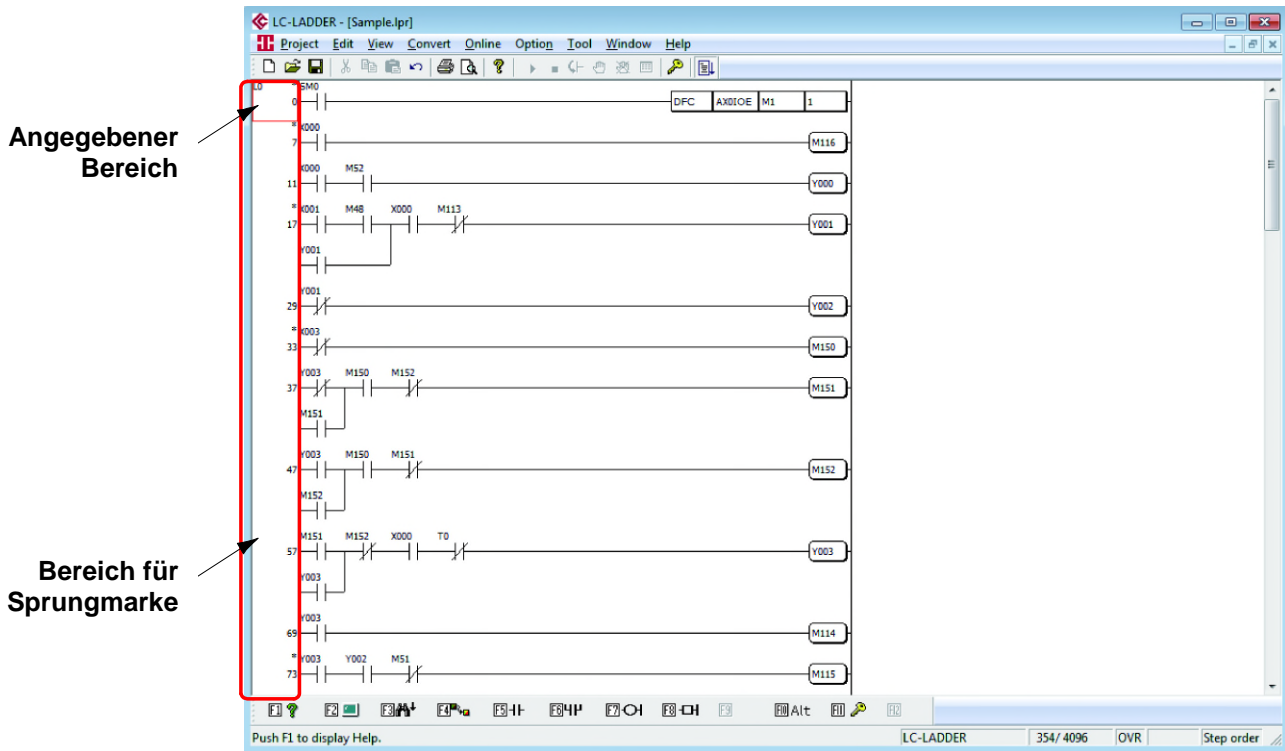 LC-LADDER - [Sample.lpr]
Project Edit View Convert Online Option Tool Window Help
L0 * SM0
0 DFC AXDIOE M1 1
Angegebener
Bereich
* X000
7 M116
X000 M52
11 Y000
* X001 M48 X000 M113
17 Y001
Y001
Y001
29 Y002
* X003
33 M150
Y003 M150 M152
37 M151
M151
Y003 M150 M151
47 M152
M152
M151 M152 X000 T0
57 Y003
Y003
Bereich für
Sprungmarke
Y003
69 M114
* Y003 Y002 M51
73 M115
F1 F2 F3 F4 F5 F6 F7 F8 F9 F10 Alt F11 F12
Push F1 to display Help. LC-LADDER 354/ 4096 OVR Step order